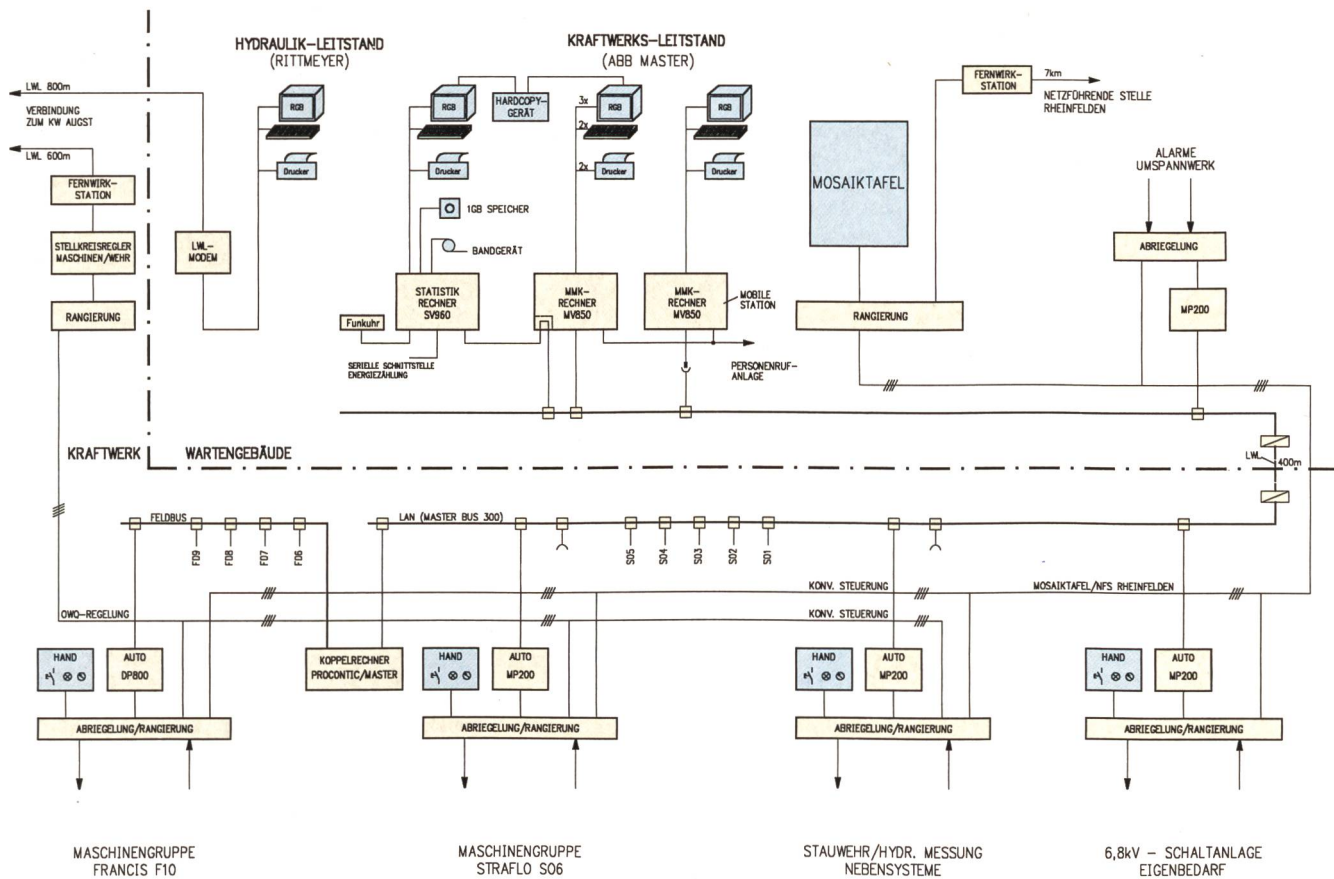 HYDRAULIK-LEITSTAND
(RITTMEYER)
KRAFTWERKS-LEITSTAND
(ABB MASTER)
LWL 800m
VERBINDUNG
ZUM KW AUGST
LWL 600m
FERNWIRK-
STATION
STELLKREISREGLER
MASCHINEN/WEHR
RANGIERUNG
LWL-
MODEM
RGB
Drucker
RGB
Drucker
HARDCOPY-
GERÄT
3x
RGB
2x
2x
Drucker
RGB
Drucker
1GB SPEICHER
BANDGERÄT
STATISTIK
RECHNER
SV960
MMK-
RECHNER
MV850
MMK-
RECHNER
MV850
MOBILE
STATION
Funkuhr
SERIELLE SCHNITTSTELLE
ENERGIEZÄHLUNG
PERSONENRUF-
ANLAGE
MOSAIKTAFEL
RANGIERUNG
FERNWIRK-
STATION
7km
NETZFÜHRENDE STELLE
RHEINFELDEN
ALARME
UMSPANNWERK
ABRIEGELUNG
MP200
KRAFTWERK
WARTENGEBÄUDE
LWL
400m
FELDBUS
F09
F08
F07
F06
LAN (MASTER BUS 300)
S05
S04
S03
S02
S01
KONV. STEUERUNG
MOSAIKTAFEL/NFS RHEINFELDEN
OWQ-REGELUNG
KONV. STEUERUNG
HAND
AUTO
DP800
KOPPELRECHNER
PROCONTIC/MASTER
HAND
AUTO
MP200
HAND
AUTO
MP200
HAND
AUTO
MP200
ABRIEGELUNG/RANGIERUNG
ABRIEGELUNG/RANGIERUNG
ABRIEGELUNG/RANGIERUNG
ABRIEGELUNG/RANGIERUNG
MASCHINENGRUPPE
FRANCIS F10
MASCHINENGRUPPE
STRAFLO S06
STAUWEHR/HYDR. MESSUNG
NEBENSYSTEME
6,8kV – SCHALTANLAGE
EIGENBEDARF